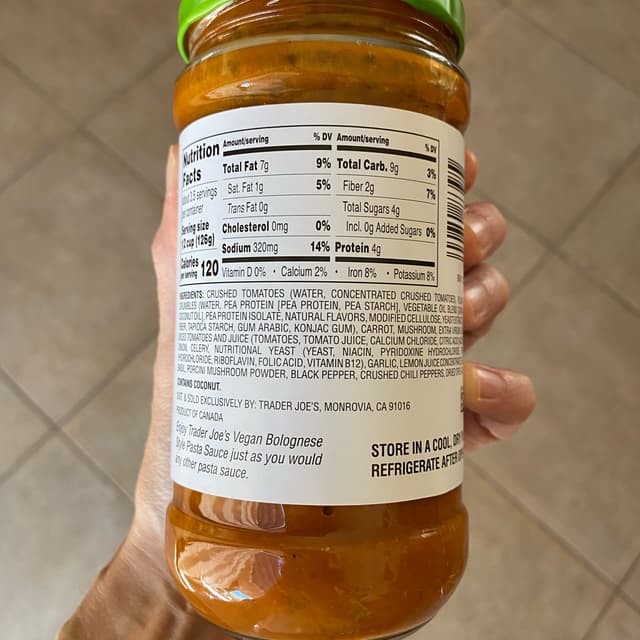 Nutrition
Facts
about 3.5 servings
per container
Serving size
1/2 cup (126g)
Calories
per serving 120
Amount/serving % DV
Total Fat 7g 9%
Sat. Fat 1g 5%
Trans Fat 0g
Cholesterol 0mg 0%
Sodium 320mg 14%
Amount/serving % DV
Total Carb. 9g 3%
Fiber 2g 7%
Total Sugars 4g
Incl. 0g Added Sugars 0%
Protein 4g
Vitamin D 0% • Calcium 2% • Iron 8% • Potassium 8%
INGREDIENTS: CRUSHED TOMATOES (WATER, CONCENTRATED CRUSHED TOMATOES),
CRUMBLES (WATER, PEA PROTEIN [PEA PROTEIN, PEA STARCH], VEGETABLE OIL BLEND
COCONUT OIL), PEA PROTEIN ISOLATE, NATURAL FLAVORS, MODIFIED CELLULOSE, YEAST
FIBER, TAPIOCA STARCH, GUM ARABIC, KONJAC GUM), CARROT, MUSHROOM, EXTRA VIRGIN
DICED TOMATOES AND JUICE (TOMATOES, TOMATO JUICE, CALCIUM CHLORIDE, CITRIC
ONION, CELERY, NUTRITIONAL YEAST (YEAST, NIACIN, PYRIDOXINE HYDROCHLORIDE,
HYDROCHLORIDE, RIBOFLAVIN, FOLIC ACID, VITAMIN B12), GARLIC, LEMON JUICE
BASIL, PORCINI MUSHROOM POWDER, BLACK PEPPER, CRUSHED CHILI PEPPERS, DRIED
CONTAINS COCONUT.
DIST. & SOLD EXCLUSIVELY BY: TRADER JOE'S, MONROVIA, CA 91016
PRODUCT OF CANADA
Enjoy Trader Joe's Vegan Bolognese
Style Pasta Sauce just as you would
any other pasta sauce.
STORE IN A COOL, DRY
REFRIGERATE AFTER